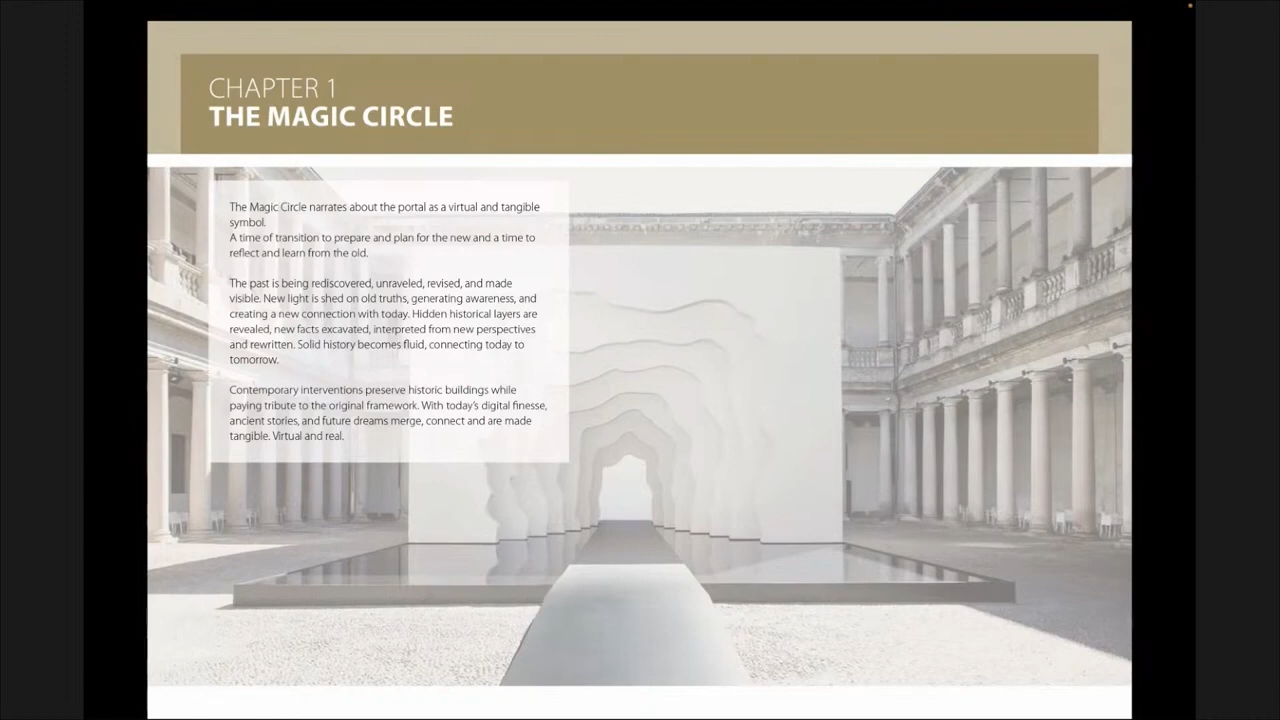 CHAPTER 1
THE MAGIC CIRCLE
The Magic Circle narrates about the portal as a virtual and tangible
symbol.
A time of transition to prepare and plan for the new and a time to
reflect and learn from the old.
The past is being rediscovered, unraveled, revised, and made
visible. New light is shed on old truths, generating awareness, and
creating a new connection with today. Hidden historical layers are
revealed, new facts excavated, interpreted from new perspectives
and rewritten. Solid history becomes fluid, connecting today to
tomorrow.
Contemporary interventions preserve historic buildings while
paying tribute to the original framework. With today's digital finesse,
ancient stories, and future dreams merge, connect and are made
tangible. Virtual and real.